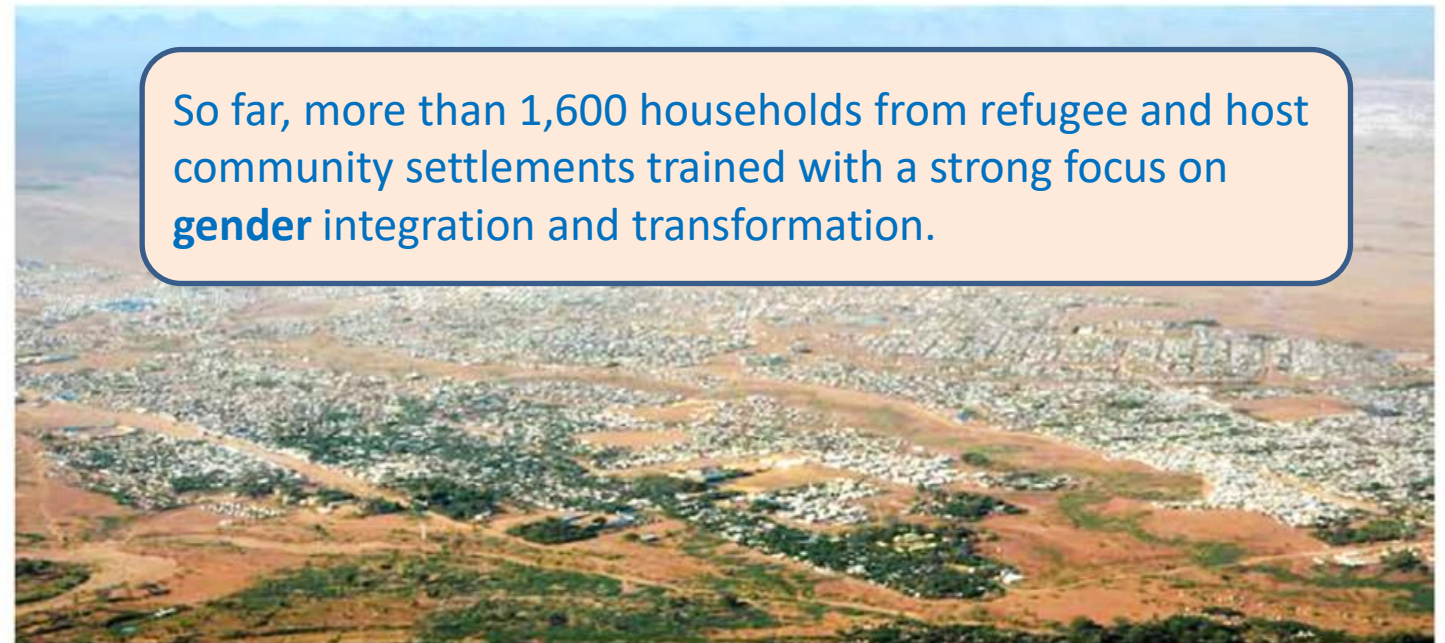 So far, more than 1,600 households from refugee and host
community settlements trained with a strong focus on
gender integration and transformation.